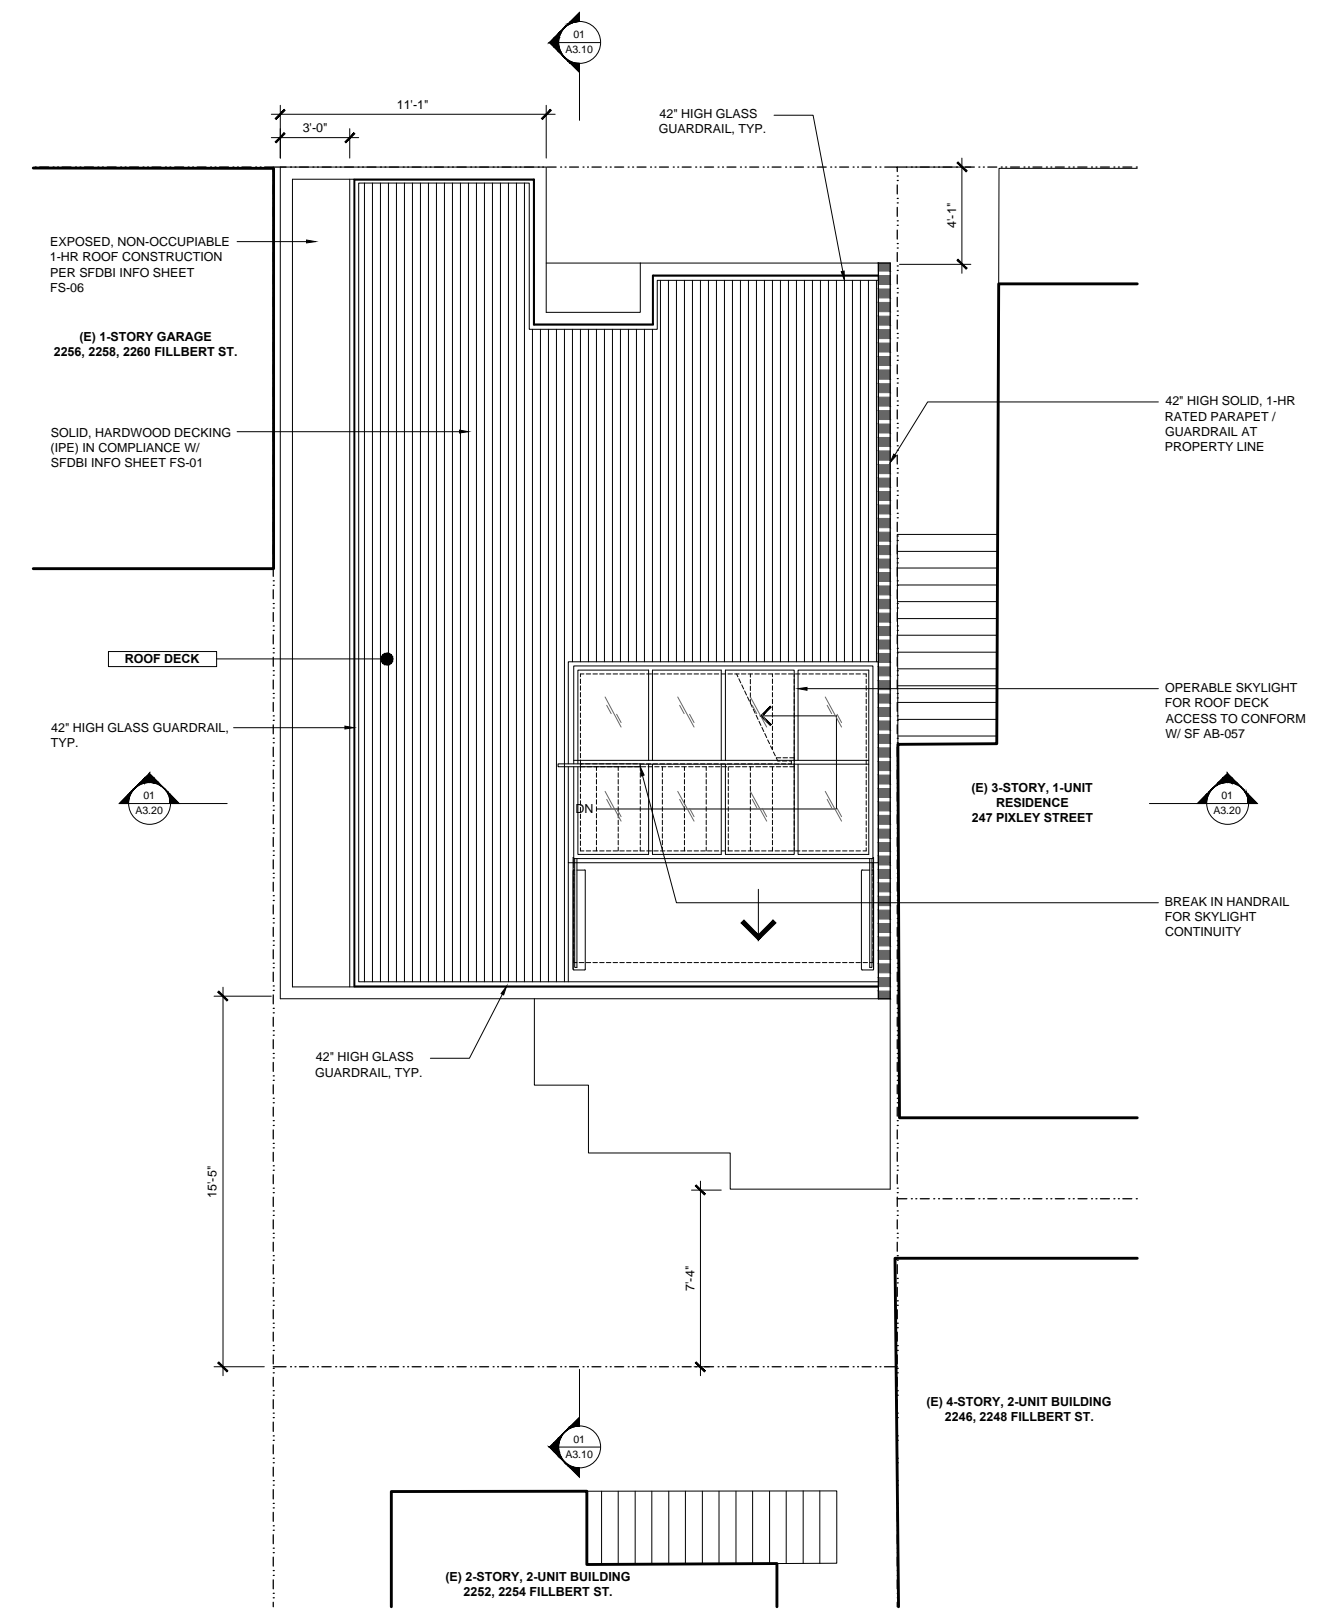 01
A3.10
11'-1"
3'-0"
42" HIGH GLASS
GUARDRAIL, TYP.
4'-1"
EXPOSED, NON-OCCUPIABLE
1-HR ROOF CONSTRUCTION
PER SFDBI INFO SHEET
FS-06
(E) 1-STORY GARAGE
2256, 2258, 2260 FILLBERT ST.
42" HIGH SOLID, 1-HR
RATED PARAPET /
GUARDRAIL AT
PROPERTY LINE
SOLID, HARDWOOD DECKING
(IPE) IN COMPLIANCE W/
SFDBI INFO SHEET FS-01
ROOF DECK
OPERABLE SKYLIGHT
FOR ROOF DECK
ACCESS TO CONFORM
W/ SF AB-057
42" HIGH GLASS GUARDRAIL,
TYP.
01
A3.20
DN
(E) 3-STORY, 1-UNIT
RESIDENCE
247 PIXLEY STREET
01
A3.20
BREAK IN HANDRAIL
FOR SKYLIGHT
CONTINUITY
42" HIGH GLASS
GUARDRAIL, TYP.
15'-5"
7'-4"
(E) 4-STORY, 2-UNIT BUILDING
2246, 2248 FILLBERT ST.
01
A3.10
(E) 2-STORY, 2-UNIT BUILDING
2252, 2254 FILLBERT ST.